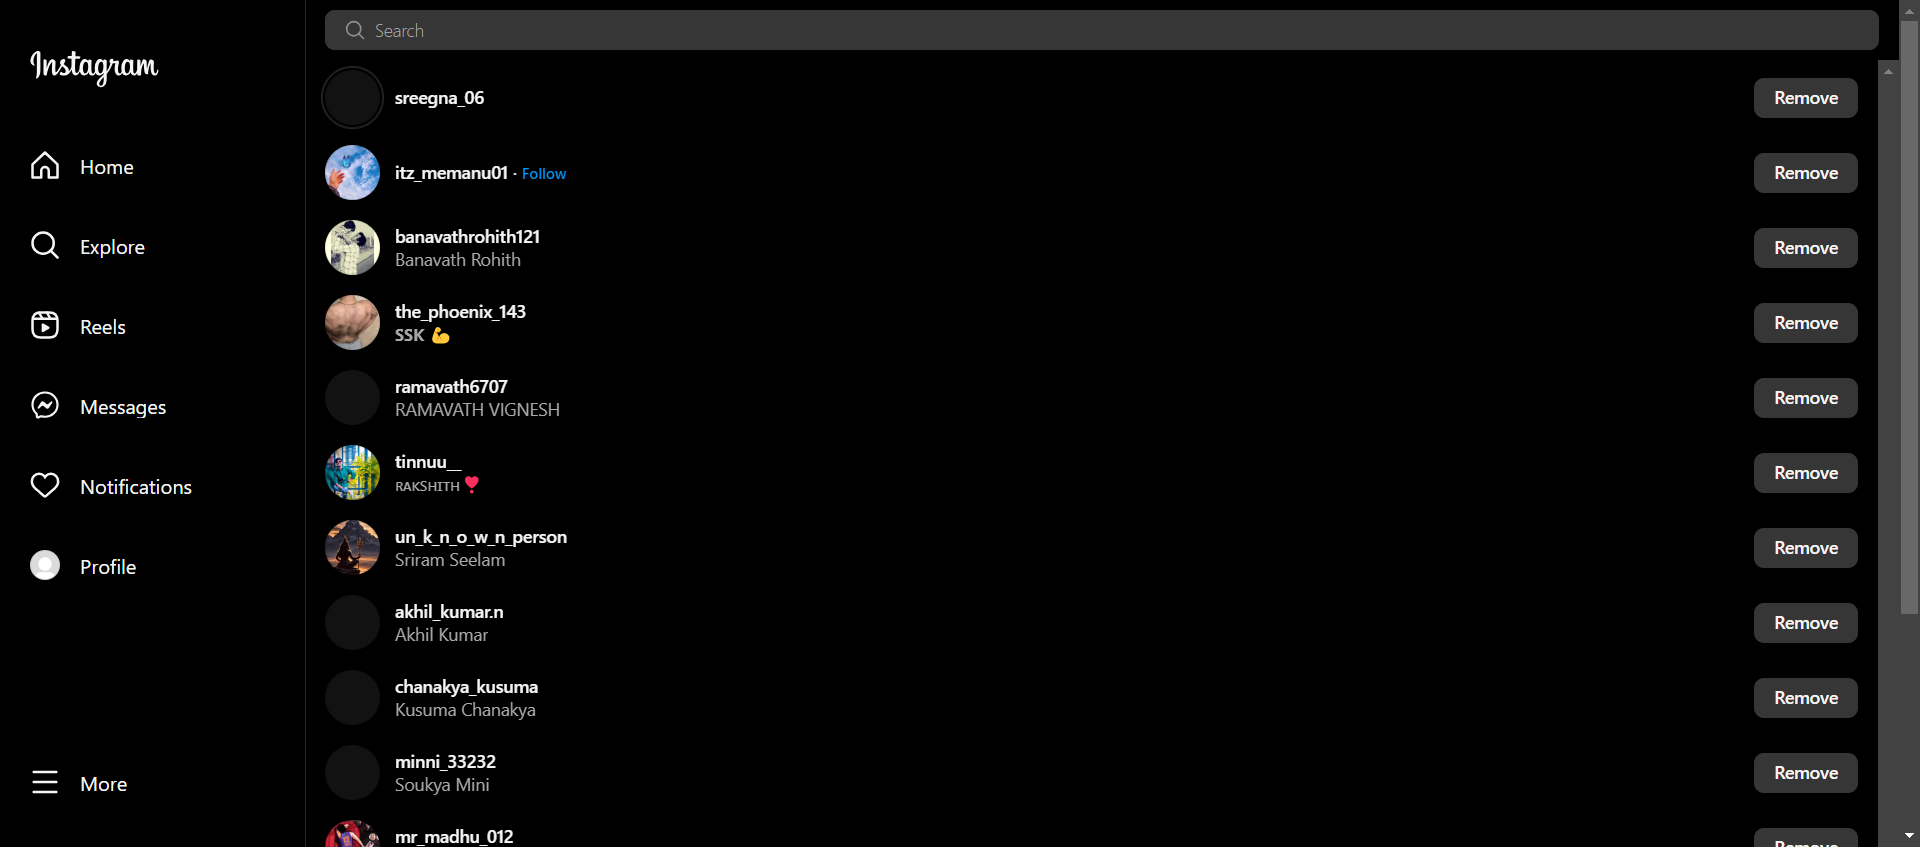 Instagram
Home
Explore
Reels
Messages
Notifications
Profile
More
Search
sreegna_06
Remove
itz_memanu01 · Follow
Remove
banavathrohith121
Banavath Rohith
Remove
the_phoenix_143
SSK 💪
Remove
ramavath6707
RAMAVATH VIGNESH
Remove
tinnuu__
ʀᴀᴋꜱʜɪᴛʜ ❣️
Remove
un_k_n_o_w_n_person
Sriram Seelam
Remove
akhil_kumar.n
Akhil Kumar
Remove
chanakya_kusuma
Kusuma Chanakya
Remove
minni_33232
Soukya Mini
Remove
mr_madhu_012
Remove